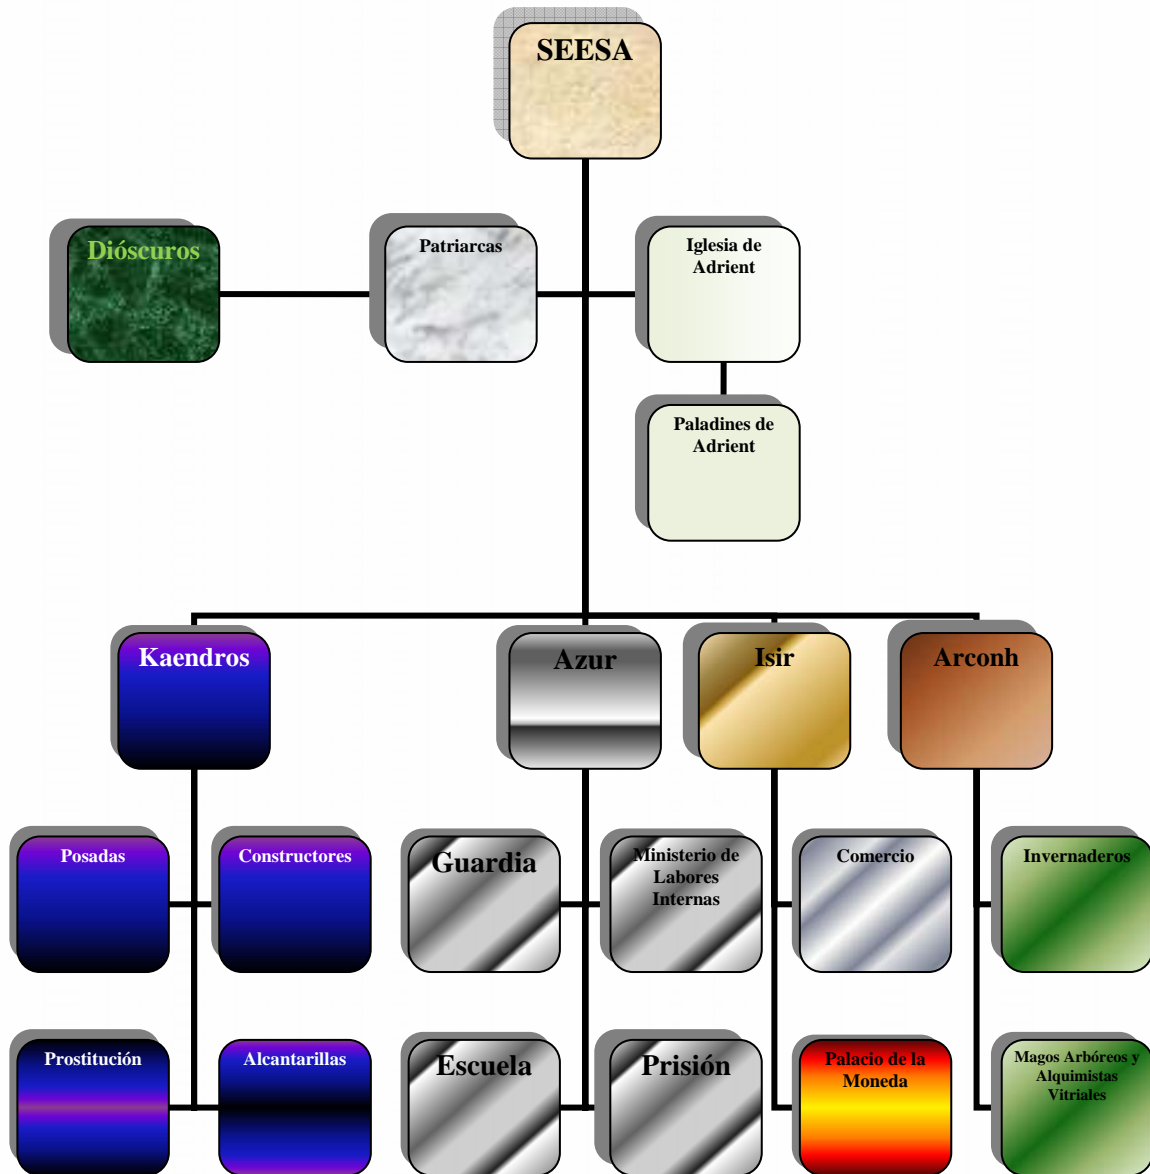 SEESA
Dióscuros
Patriarcas
Iglesia de
Adrient
Paladines de
Adrient
Kaendros
Azur
Isir
Arconh
Posadas
Constructores
Guardia
Ministerio de
Labores
Internas
Comercio
Invernaderos
Prostitución
Alcantarillas
Escuela
Prisión
Palacio de la
Moneda
Magos Arbóreos y
Alquimistas
Vitriales